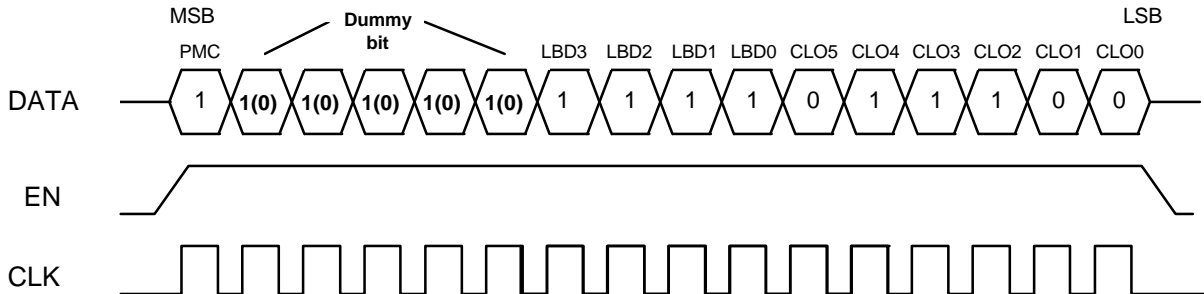 MSB Dummy bit LSB
PMC LBD3 LBD2 LBD1 LBD0 CLO5 CLO4 CLO3 CLO2 CLO1 CLO0
DATA 1 1(0) 1(0) 1(0) 1(0) 1(0) 1 1 1 1 0 1 1 1 0 0
EN
CLK